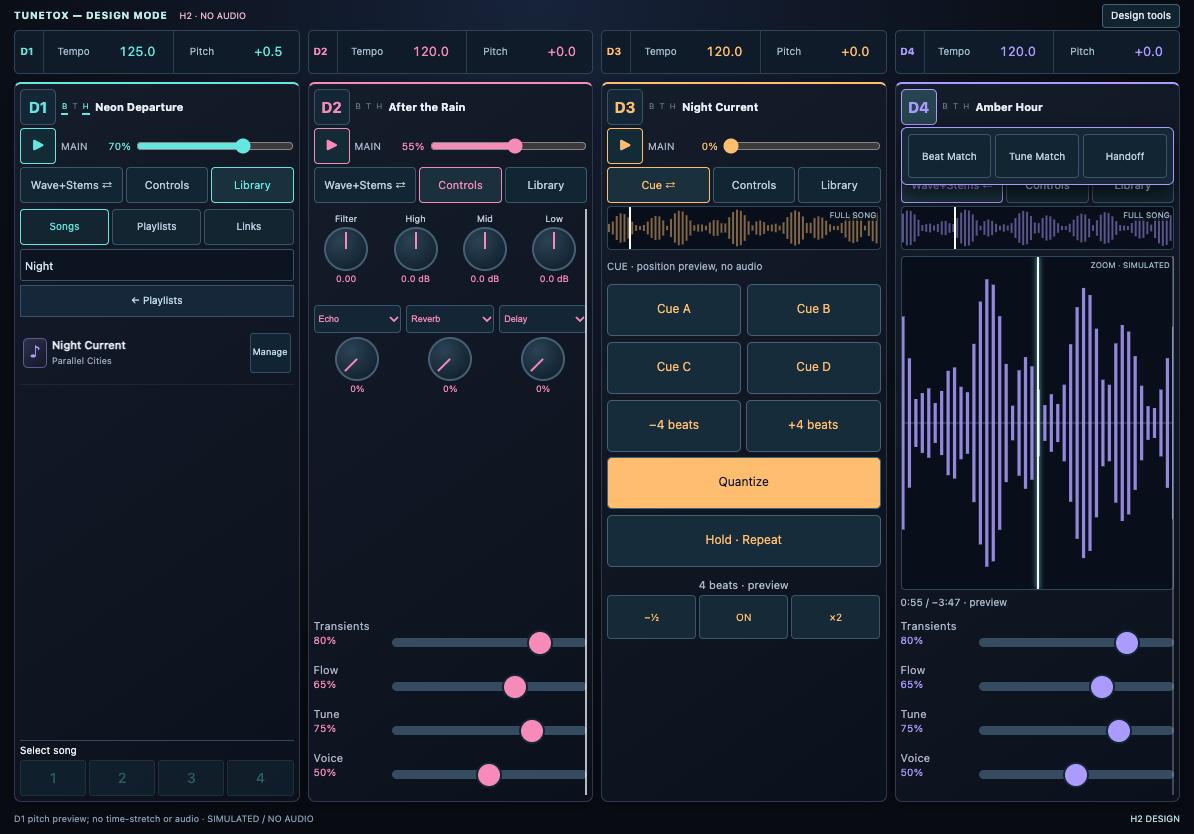 TUNETOX — DESIGN MODE H2 · NO AUDIO Design tools
D1 Tempo 125.0 Pitch +0.5
D2 Tempo 120.0 Pitch +0.0
D3 Tempo 120.0 Pitch +0.0
D4 Tempo 120.0 Pitch +0.0
D1 B T H Neon Departure
MAIN 70%
Wave+Stems ⇄ Controls Library
Songs Playlists Links
Night
← Playlists
♪ Night Current
Parallel Cities
Manage
Select song
1 2 3 4
D2 B T H After the Rain
MAIN 55%
Wave+Stems ⇄ Controls Library
Filter High Mid Low
0.00 0.0 dB 0.0 dB 0.0 dB
Echo Reverb Delay
0% 0% 0%
Transients
80%
Flow
65%
Tune
75%
Voice
50%
D3 B T H Night Current
MAIN 0%
Cue ⇄ Controls Library
FULL SONG
CUE · position preview, no audio
Cue A Cue B
Cue C Cue D
−4 beats +4 beats
Quantize
Hold · Repeat
4 beats · preview
−½ ON ×2
D4 B T H Amber Hour
Beat Match Tune Match Handoff
Wave+Stems ⇄ Controls Library
FULL SONG
ZOOM · SIMULATED
0:55 / −3:47 · preview
Transients
80%
Flow
65%
Tune
75%
Voice
50%
D1 pitch preview; no time-stretch or audio · SIMULATED / NO AUDIO H2 DESIGN